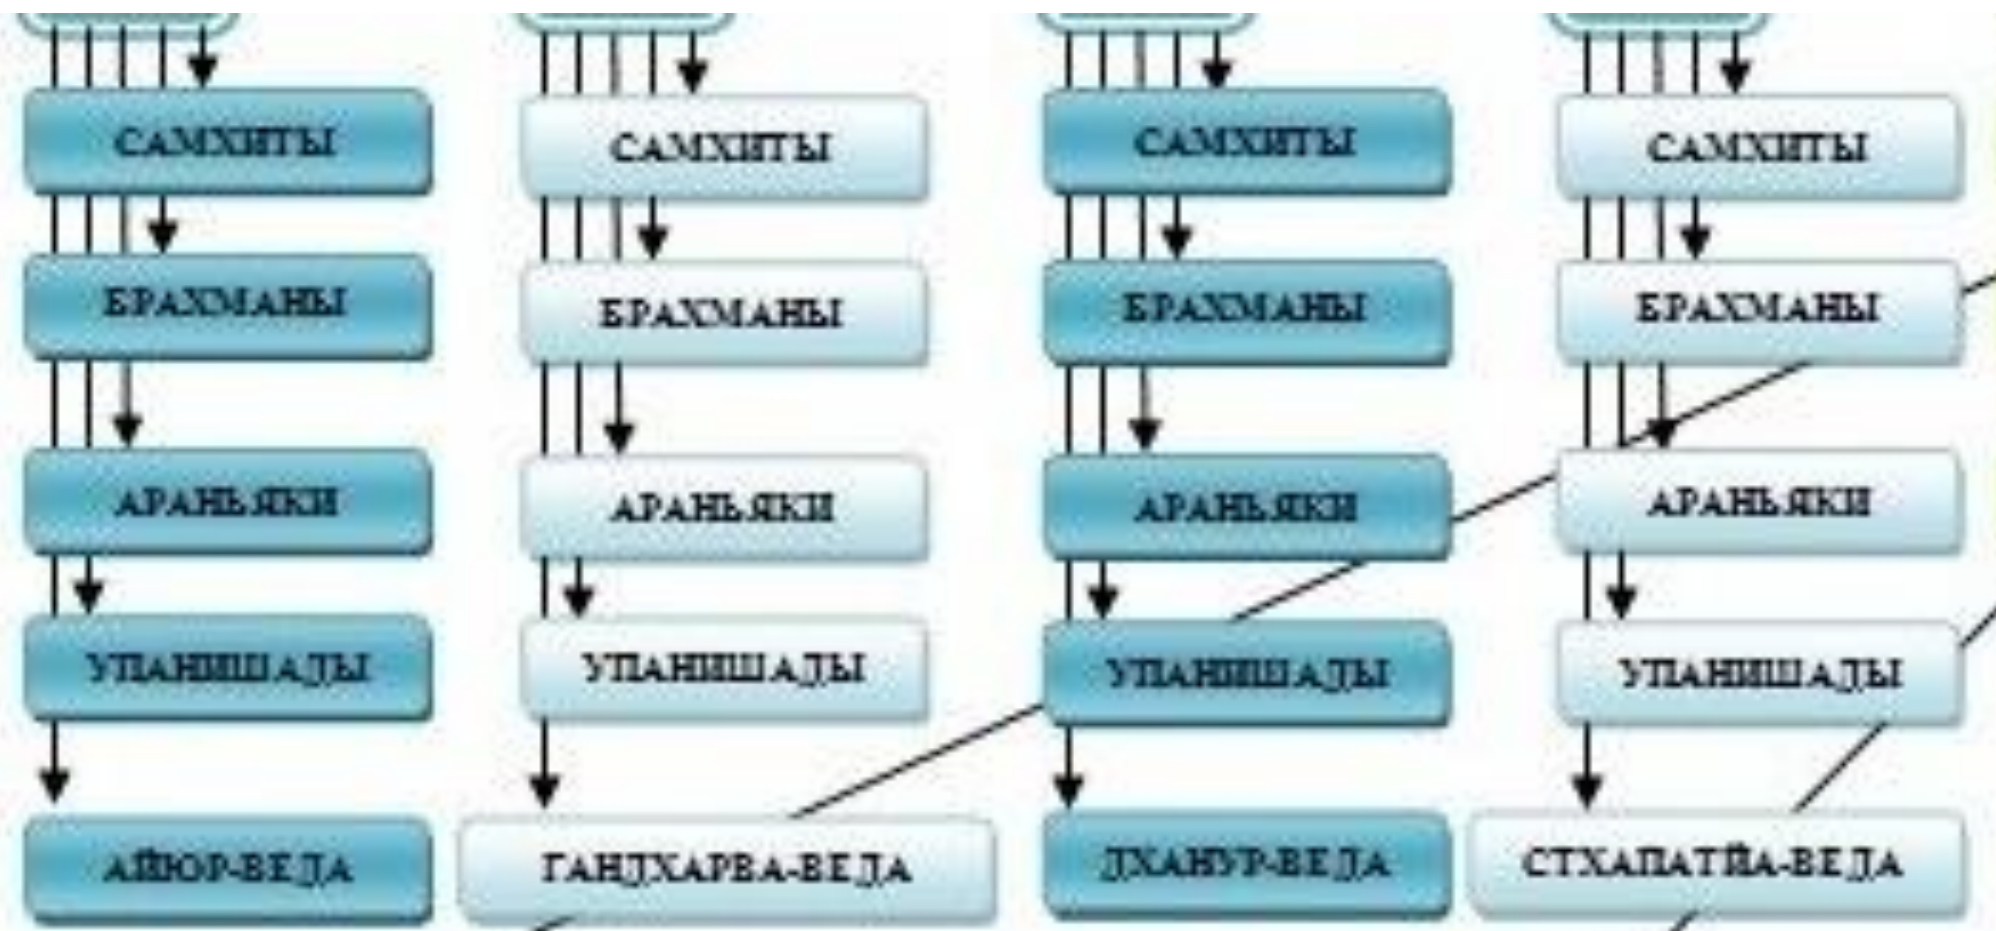 САМХИТЫ САМХИТЫ САМХИТЫ САМХИТЫ
БРАХМАНЫ БРАХМАНЫ БРАХМАНЫ БРАХМАНЫ
АРАНЬЯКИ АРАНЬЯКИ АРАНЬЯКИ АРАНЬЯКИ
УПАНИШАДЫ УПАНИШАДЫ УПАНИШАДЫ УПАНИШАДЫ
АЙЮР-ВЕДА ГАНДХАРВА-ВЕДА ДХАНУР-ВЕДА СТХАПАТЙА-ВЕДА